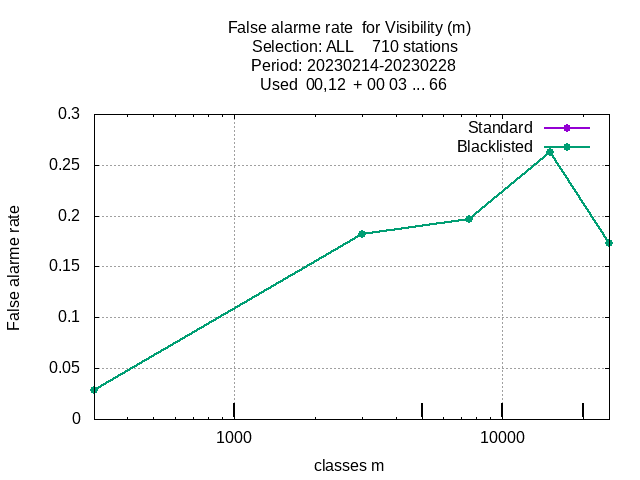 False alarme rate  for Visibility (m)
Selection: ALL    710 stations
Period: 20230214-20230228
Used  00,12  + 00 03 ... 66
Standard
Blacklisted
0.3
0.25
0.2
0.15
0.1
0.05
0
False alarme rate
1000
10000
classes m